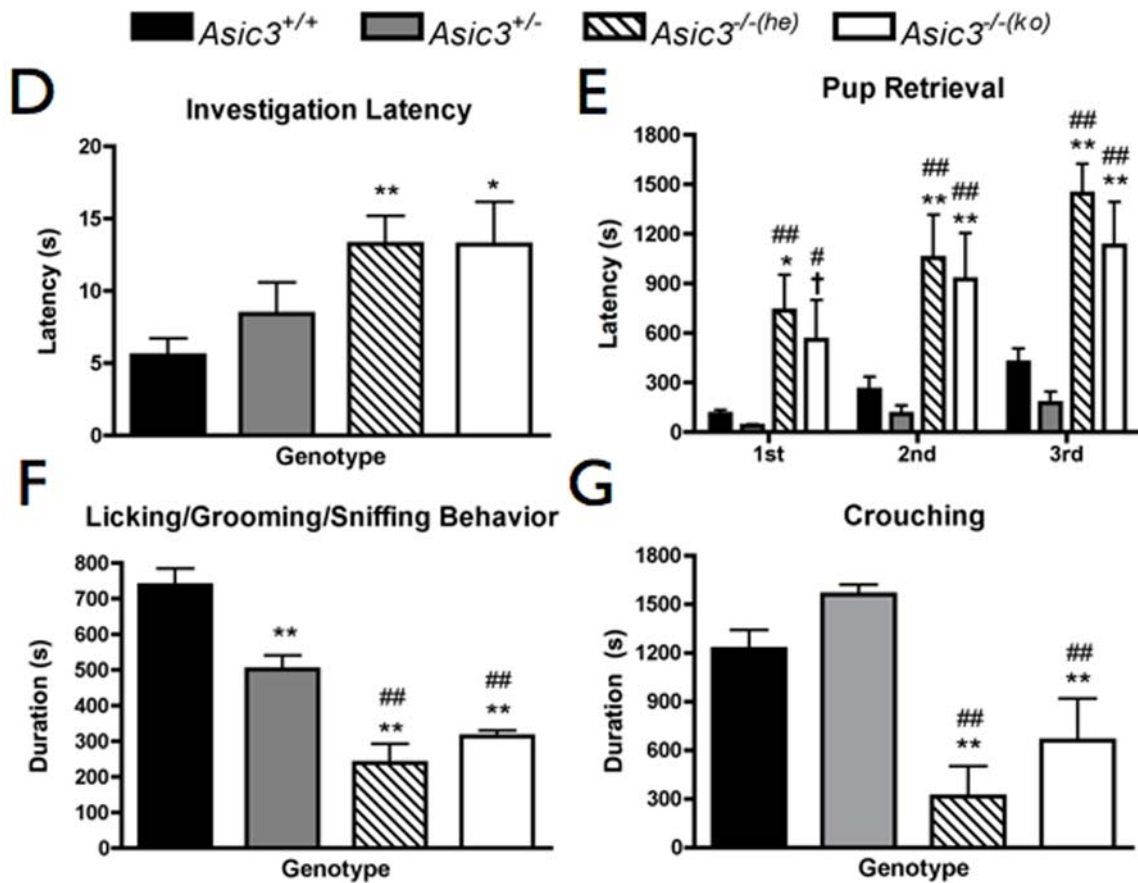 Asic3+/+ Asic3+/- Asic3-/-(he) Asic3-/-(ko)
D
Investigation Latency
Latency (s)
20
15
10
5
0
** *
Genotype
E
Pup Retrieval
Latency (s)
1800
1500
1200
900
600
300
0
## #
* †
## ##
** **
## ##
** **
1st 2nd 3rd
F
Licking/Grooming/Sniffing Behavior
Duration (s)
800
700
600
500
400
300
200
100
0
**
## ##
** **
Genotype
G
Crouching
Duration (s)
1800
1500
1200
900
600
300
0
## ##
** **
Genotype